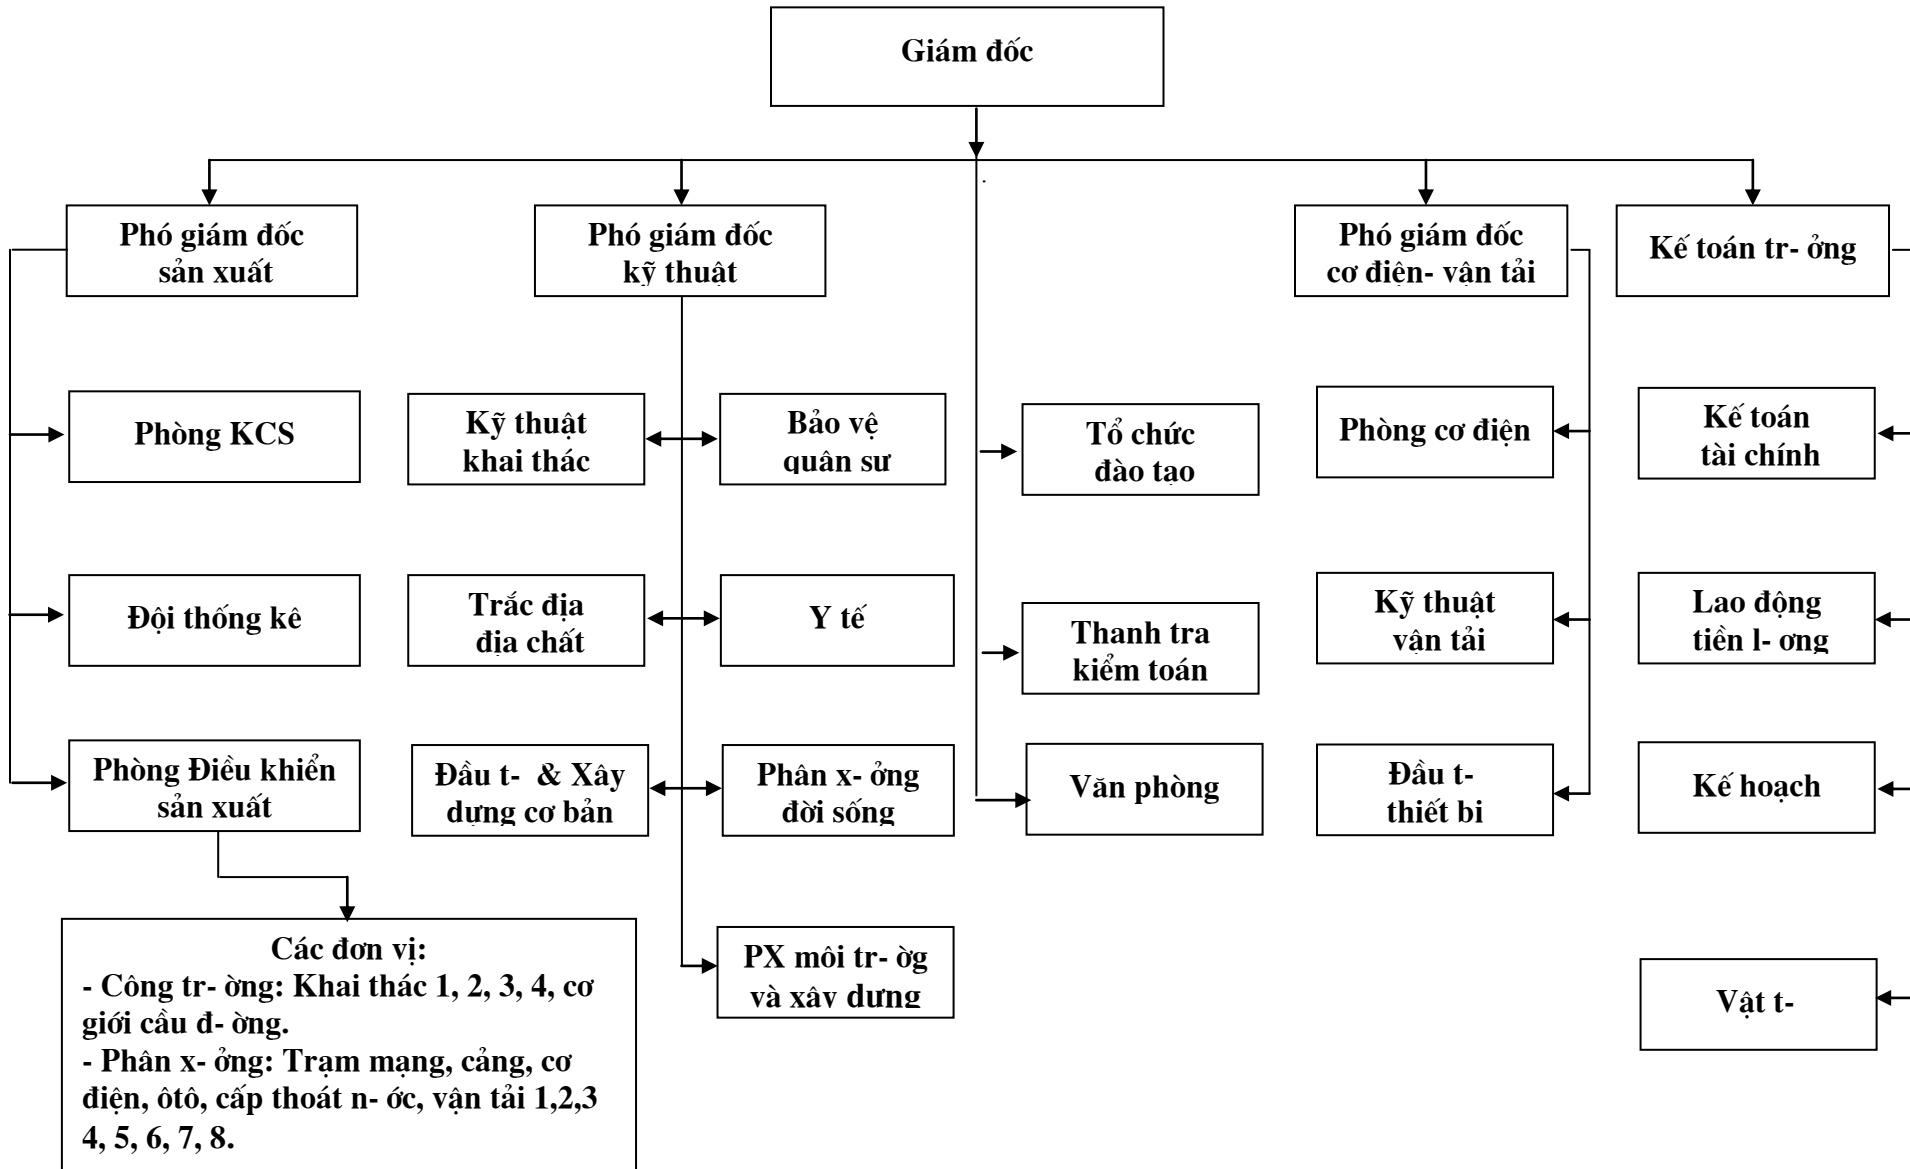 Giám đốc
Phó giám đốc
sản xuất
Phó giám đốc
kỹ thuật
Phó giám đốc
cơ điện- vận tải
Kế toán tr- ởng
Phòng KCS
Kỹ thuật
khai thác
Bảo vệ
quân sư
Tổ chức
đào tạo
Phòng cơ điện
Kế toán
tài chính
Đội thống kê
Trắc địa
địa chất
Y tế
Thanh tra
kiểm toán
Kỹ thuật
vận tải
Lao động
tiền l- ơng
Phòng Điều khiển
sản xuất
Đầu t-  & Xây
dựng cơ bản
Phân x- ởng
đời sống
Văn phòng
Đầu t-
thiết bi
Kế hoạch
Các đơn vị:
- Công tr- ờng: Khai thác 1, 2, 3, 4, cơ
giới cầu đ- ờng.
- Phân x- ởng: Trạm mạng, cảng, cơ
điện, ôtô, cấp thoát n- ớc, vận tải 1,2,3
4, 5, 6, 7, 8.
PX môi tr- ờg
và xây dưng
Vật t-